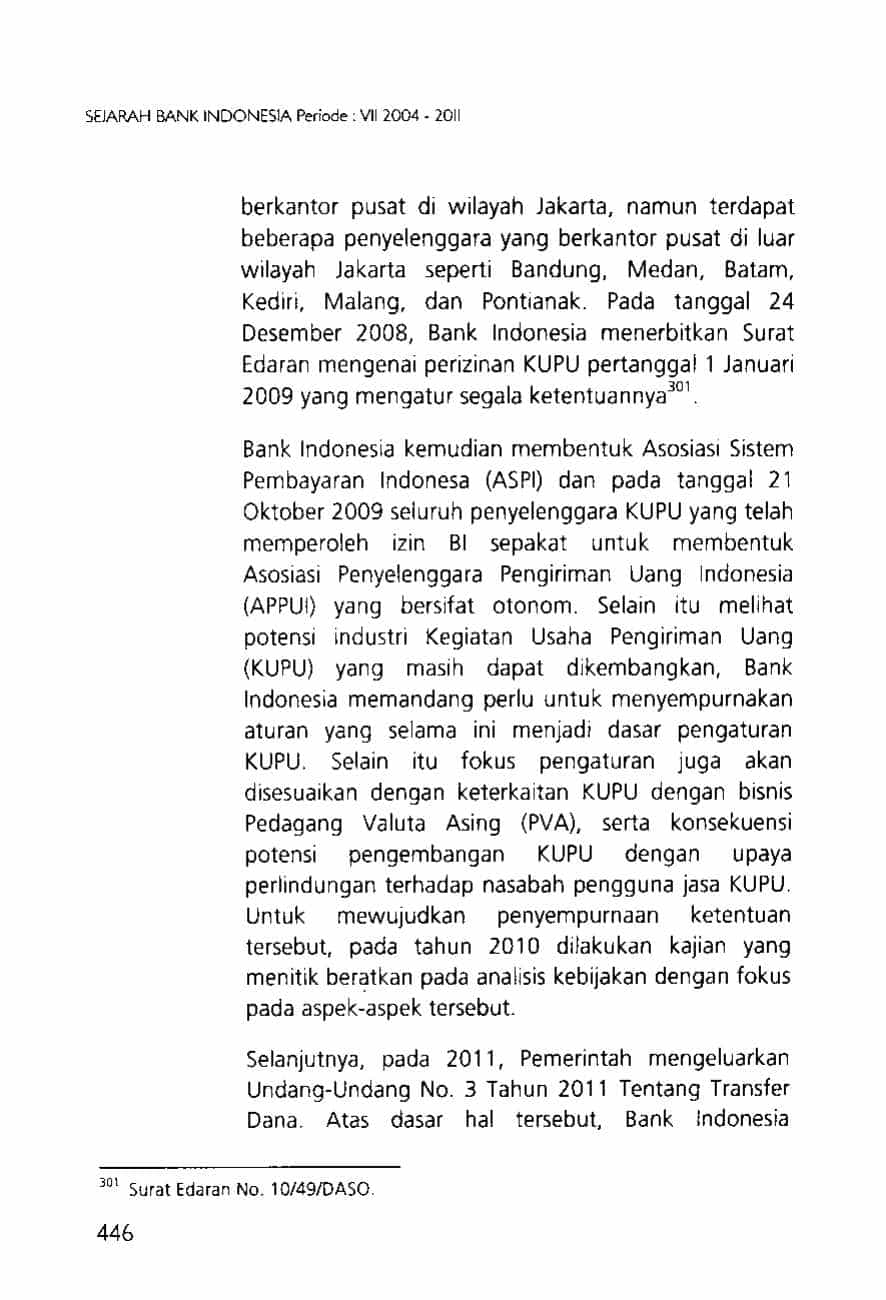 SEJARAH BANK INDONESIA Periode : VII 2004 - 2011
berkantor pusat di wilayah Jakarta, namun terdapat
beberapa penyelenggara yang berkantor pusat di luar
wilayah Jakarta seperti Bandung, Medan, Batam,
Kediri, Malang, dan Pontianak. Pada tanggal 24
Desember 2008, Bank Indonesia menerbitkan Surat
Edaran mengenai perizinan KUPU pertanggal 1 Januari
2009 yang mengatur segala ketentuannya³⁰¹.
Bank Indonesia kemudian membentuk Asosiasi Sistem
Pembayaran Indonesa (ASPI) dan pada tanggal 21
Oktober 2009 seluruh penyelenggara KUPU yang telah
memperoleh izin BI sepakat untuk membentuk
Asosiasi Penyelenggara Pengiriman Uang Indonesia
(APPUI) yang bersifat otonom. Selain itu melihat
potensi industri Kegiatan Usaha Pengiriman Uang
(KUPU) yang masih dapat dikembangkan, Bank
Indonesia memandang perlu untuk menyempurnakan
aturan yang selama ini menjadi dasar pengaturan
KUPU. Selain itu fokus pengaturan juga akan
disesuaikan dengan keterkaitan KUPU dengan bisnis
Pedagang Valuta Asing (PVA), serta konsekuensi
potensi pengembangan KUPU dengan upaya
perlindungan terhadap nasabah pengguna jasa KUPU.
Untuk mewujudkan penyempurnaan ketentuan
tersebut, pada tahun 2010 dilakukan kajian yang
menitik beratkan pada analisis kebijakan dengan fokus
pada aspek-aspek tersebut.
Selanjutnya, pada 2011, Pemerintah mengeluarkan
Undang-Undang No. 3 Tahun 2011 Tentang Transfer
Dana. Atas dasar hal tersebut, Bank Indonesia
³⁰¹ Surat Edaran No. 10/49/DASO.
446